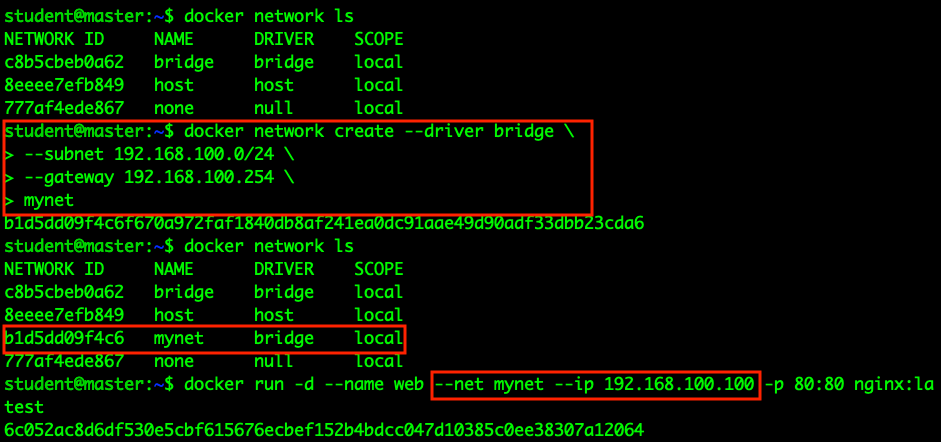 student@master:~$ docker network ls
NETWORK ID     NAME      DRIVER    SCOPE
c8b5cbeb0a62   bridge    bridge    local
8eeee7efb849   host      host      local
777af4ede867   none      null      local
student@master:~$ docker network create --driver bridge \
> --subnet 192.168.100.0/24 \
> --gateway 192.168.100.254 \
> mynet
b1d5dd09f4c6f670a972faf1840db8af241ea0dc91aae49d90adf33dbb23cda6
student@master:~$ docker network ls
NETWORK ID     NAME      DRIVER    SCOPE
c8b5cbeb0a62   bridge    bridge    local
8eeee7efb849   host      host      local
b1d5dd09f4c6   mynet     bridge    local
777af4ede867   none      null      local
student@master:~$ docker run -d --name web --net mynet --ip 192.168.100.100 -p 80:80 nginx:la
test
6c052ac8d6df530e5cbf615676ecbef152b4bdcc047d10385c0ee38307a12064